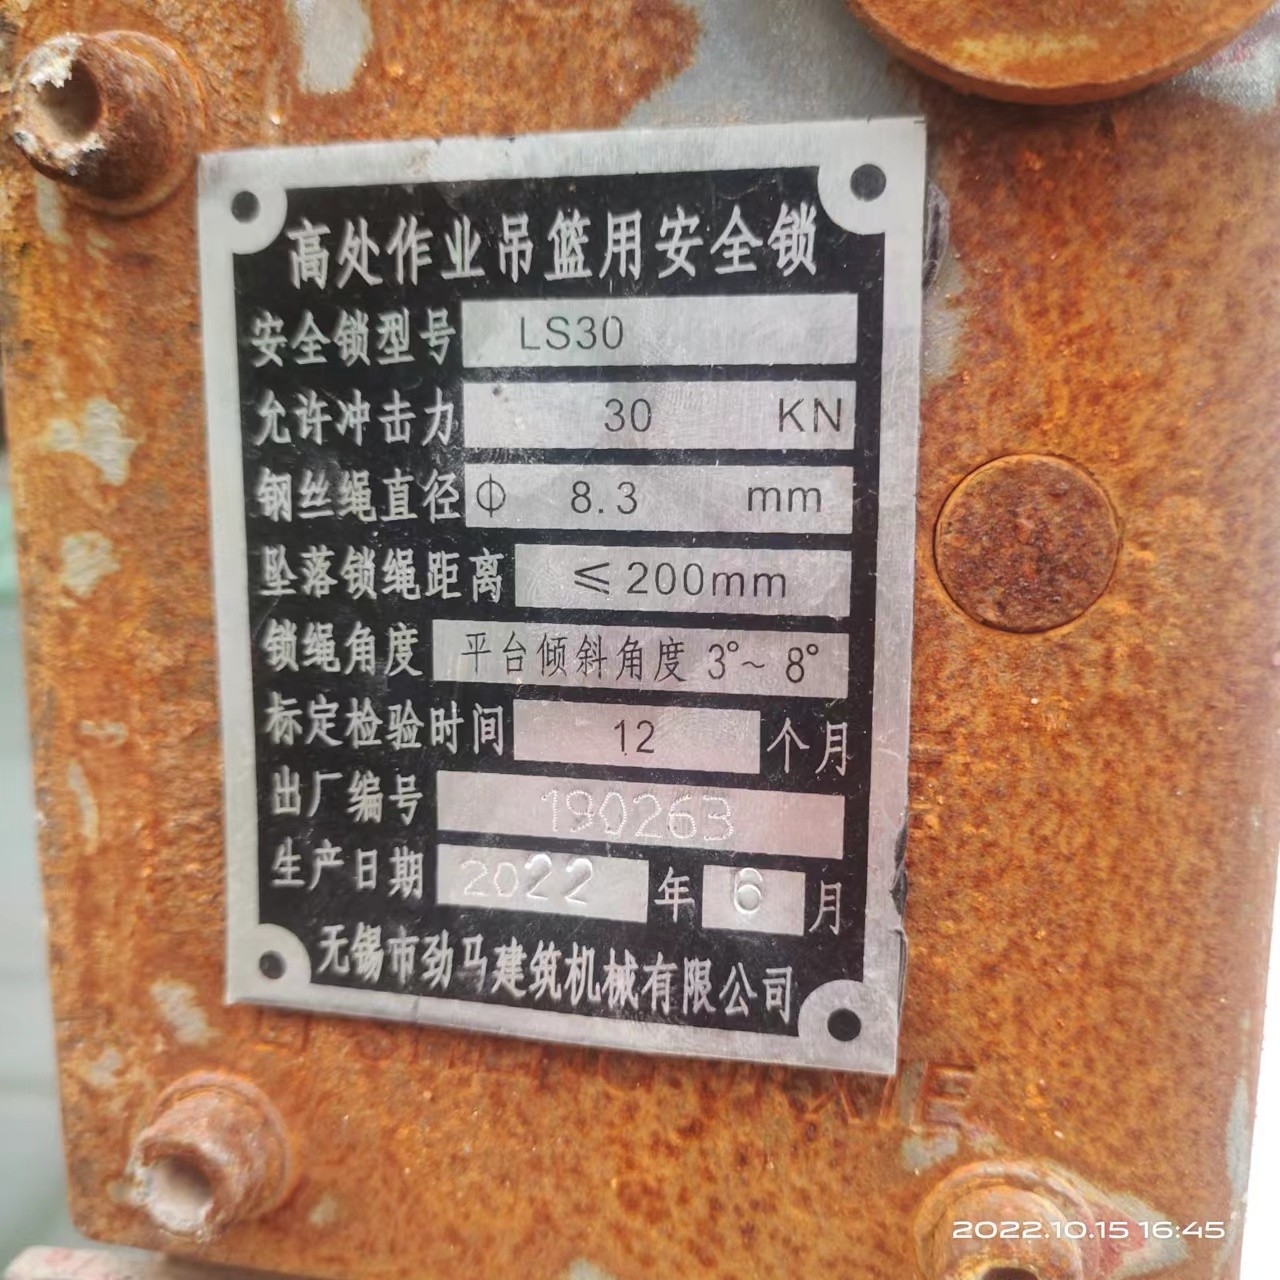 高处作业吊篮用安全锁
安全锁型号 LS30
允许冲击力 30 KN
钢丝绳直径 Φ 8.3 mm
坠落锁绳距离 ≤200mm
锁绳角度 平台倾斜角度 3°~ 8°
标定检验时间 12 个月
出厂编号 190263
生产日期 2022 年 6 月
无锡市劲马建筑机械有限公司
2022.10.15 16:45